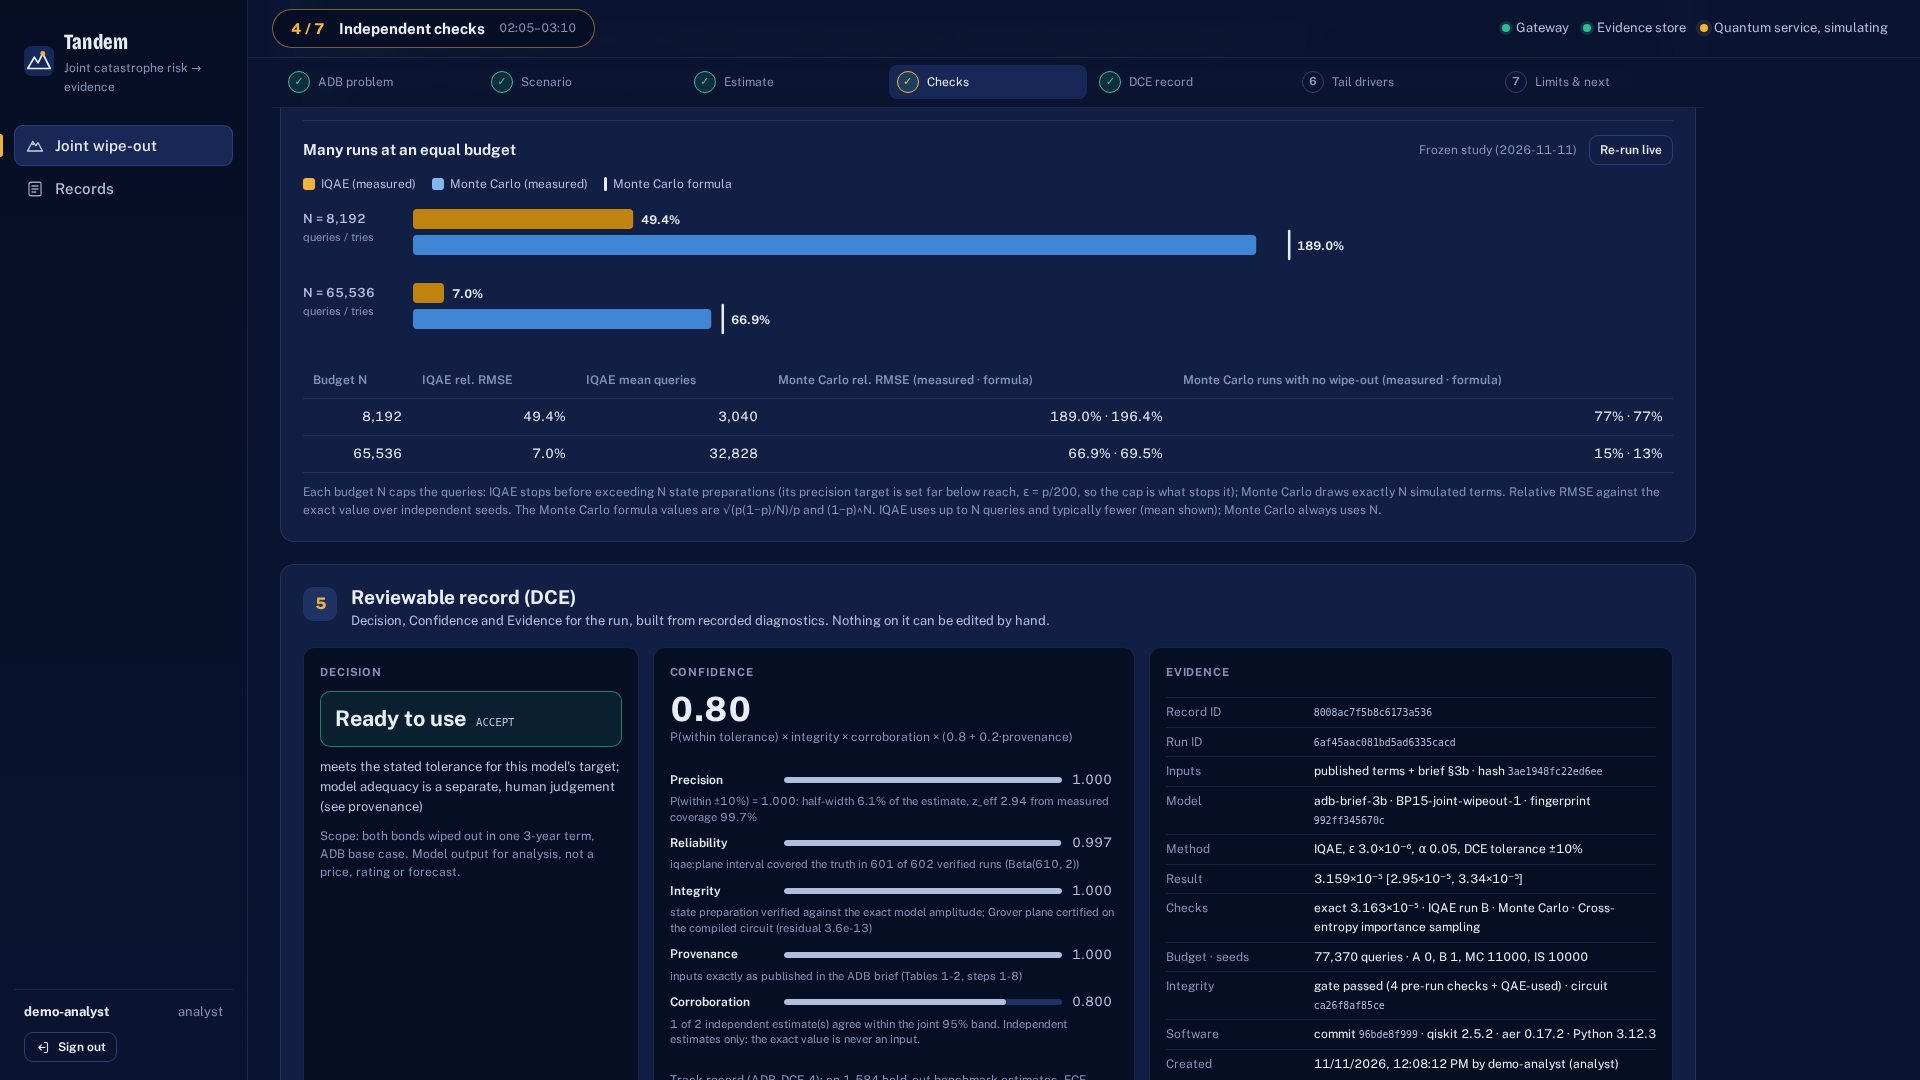 Tandem
Joint catastrophe risk →
evidence
Joint wipe-out
Records
demo-analyst analyst
Sign out
4 / 7 Independent checks 02:05–03:10
Gateway Evidence store Quantum service, simulating
✓ ADB problem ✓ Scenario ✓ Estimate ✓ Checks ✓ DCE record 6 Tail drivers 7 Limits & next
Many runs at an equal budget Frozen study (2026-11-11) Re-run live
IQAE (measured) Monte Carlo (measured) Monte Carlo formula
N = 8,192 49.4%
queries / tries 189.0%
N = 65,536 7.0%
queries / tries 66.9%
Budget N IQAE rel. RMSE IQAE mean queries Monte Carlo rel. RMSE (measured · formula) Monte Carlo runs with no wipe-out (measured · formula)
8,192 49.4% 3,040 189.0% · 196.4% 77% · 77%
65,536 7.0% 32,828 66.9% · 69.5% 15% · 13%
Each budget N caps the queries: IQAE stops before exceeding N state preparations (its precision target is set far below reach, ε = p/200, so the cap is what stops it); Monte Carlo draws exactly N simulated terms. Relative RMSE against the
exact value over independent seeds. The Monte Carlo formula values are √(p(1−p)/N)/p and (1−p)^N. IQAE uses up to N queries and typically fewer (mean shown); Monte Carlo always uses N.
5 Reviewable record (DCE)
Decision, Confidence and Evidence for the run, built from recorded diagnostics. Nothing on it can be edited by hand.
DECISION
Ready to use ACCEPT
meets the stated tolerance for this model's target;
model adequacy is a separate, human judgement
(see provenance)
Scope: both bonds wiped out in one 3-year term,
ADB base case. Model output for analysis, not a
price, rating or forecast.
CONFIDENCE
0.80
P(within tolerance) × integrity × corroboration × (0.8 + 0.2·provenance)
Precision 1.000
P(within ±10%) = 1.000: half-width 6.1% of the estimate, z_eff 2.94 from measured
coverage 99.7%
Reliability 0.997
iqae:plane interval covered the truth in 601 of 602 verified runs (Beta(610, 2))
Integrity 1.000
state preparation verified against the exact model amplitude; Grover plane certified on
the compiled circuit (residual 3.6e-13)
Provenance 1.000
inputs exactly as published in the ADB brief (Tables 1-2, steps 1-8)
Corroboration 0.800
1 of 2 independent estimate(s) agree within the joint 95% band. Independent
estimates only: the exact value is never an input.
Track record (ADB-DCE-4): on 1,584 held-out benchmark estimates, ECE
EVIDENCE
Record ID 8008ac7f5b8c6173a536
Run ID 6af45aac081bd5ad6335cacd
Inputs published terms + brief §3b · hash 3ae1948fc22ed6ee
Model adb-brief-3b · BP15-joint-wipeout-1 · fingerprint
992ff345670c
Method IQAE, ε 3.0×10⁻⁶, α 0.05, DCE tolerance ±10%
Result 3.159×10⁻⁵ [2.95×10⁻⁵, 3.34×10⁻⁵]
Checks exact 3.163×10⁻⁵ · IQAE run B · Monte Carlo · Cross-
entropy importance sampling
Budget · seeds 77,370 queries · A 0, B 1, MC 11000, IS 10000
Integrity gate passed (4 pre-run checks + QAE-used) · circuit
ca26f8af85ce
Software commit 96bde8f999 · qiskit 2.5.2 · aer 0.17.2 · Python 3.12.3
Created 11/11/2026, 12:08:12 PM by demo-analyst (analyst)